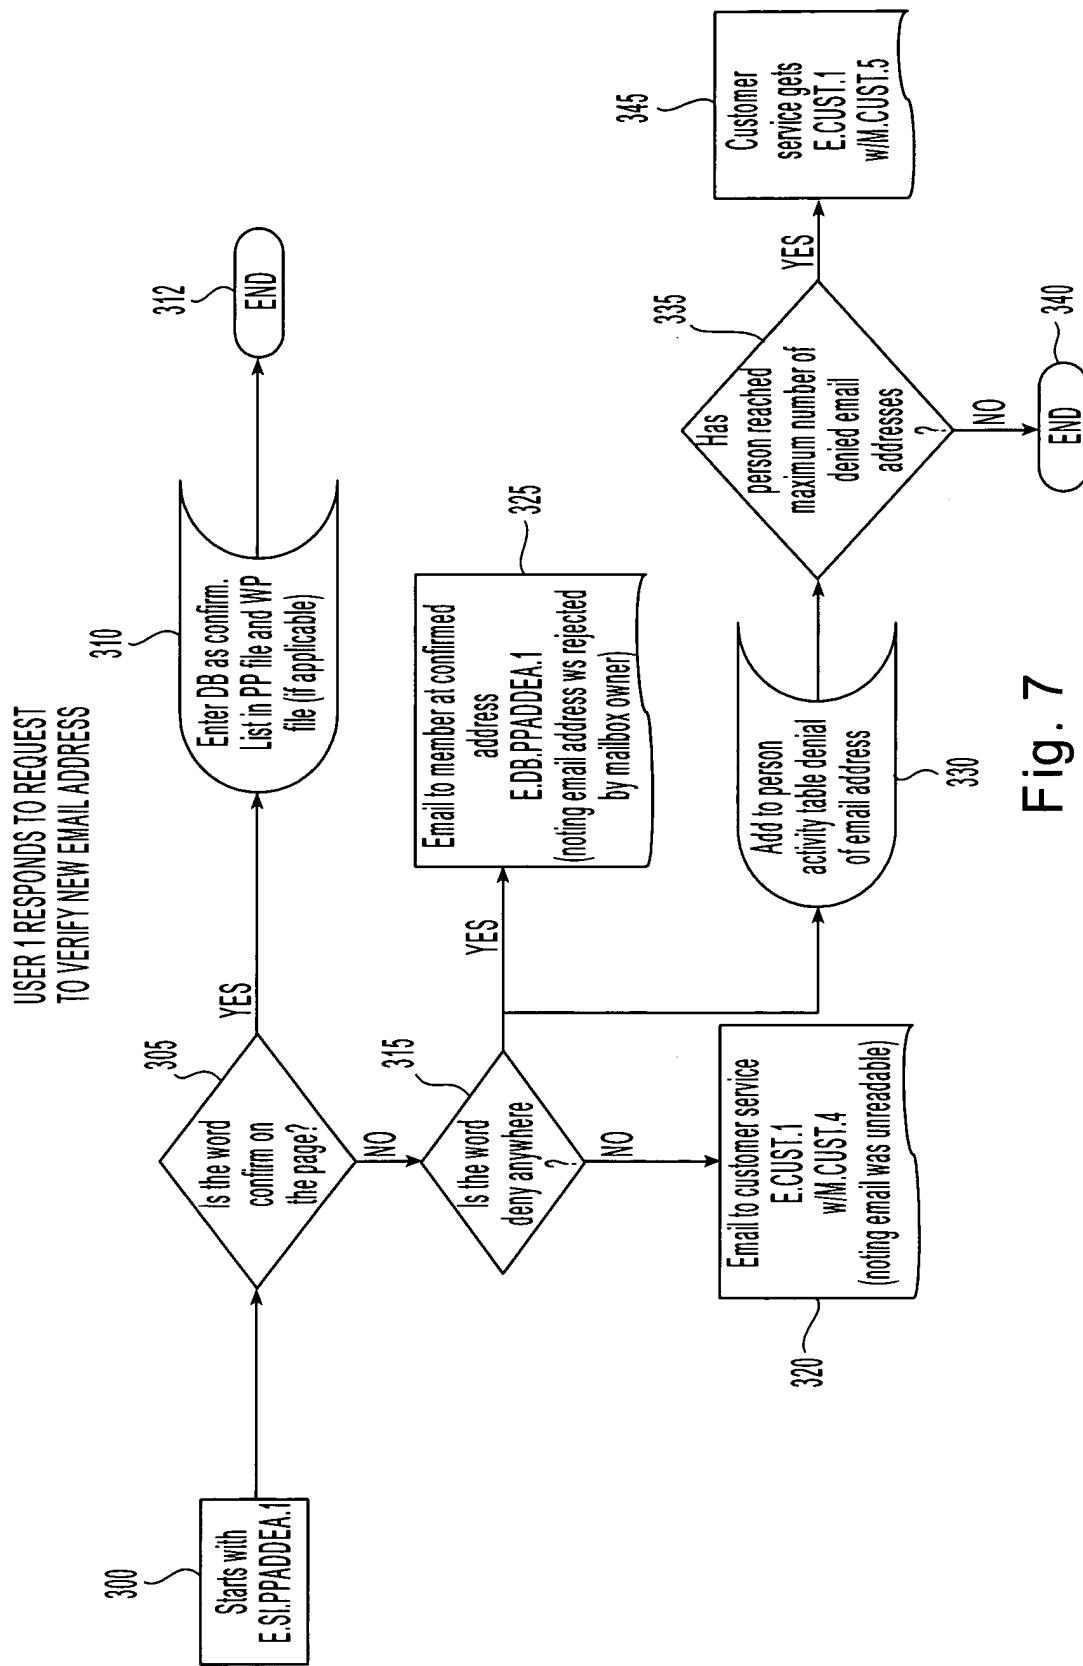 USER 1 RESPONDS TO REQUEST
TO VERIFY NEW EMAIL ADDRESS
300
Starts with
E.SI.PPADDEA.1
305
Is the word
confirm on
the page?
YES
NO
310
Enter DB as confirm.
List in PP file and WP
file (if applicable)
312
END
315
Is the word
deny anywhere
?
YES
NO
320
Email to customer service
E.CUST.1
w/M.CUST.4
(noting email was unreadable)
325
Email to member at confirmed
address
E.DB.PPADDEA.1
(noting email address ws rejected
by mailbox owner)
330
Add to person
activity table denial
of email address
335
Has
person reached
maximum number of
denied email
addresses
?
YES
NO
340
END
345
Customer
service gets
E.CUST.1
w/M.CUST.5
Fig. 7